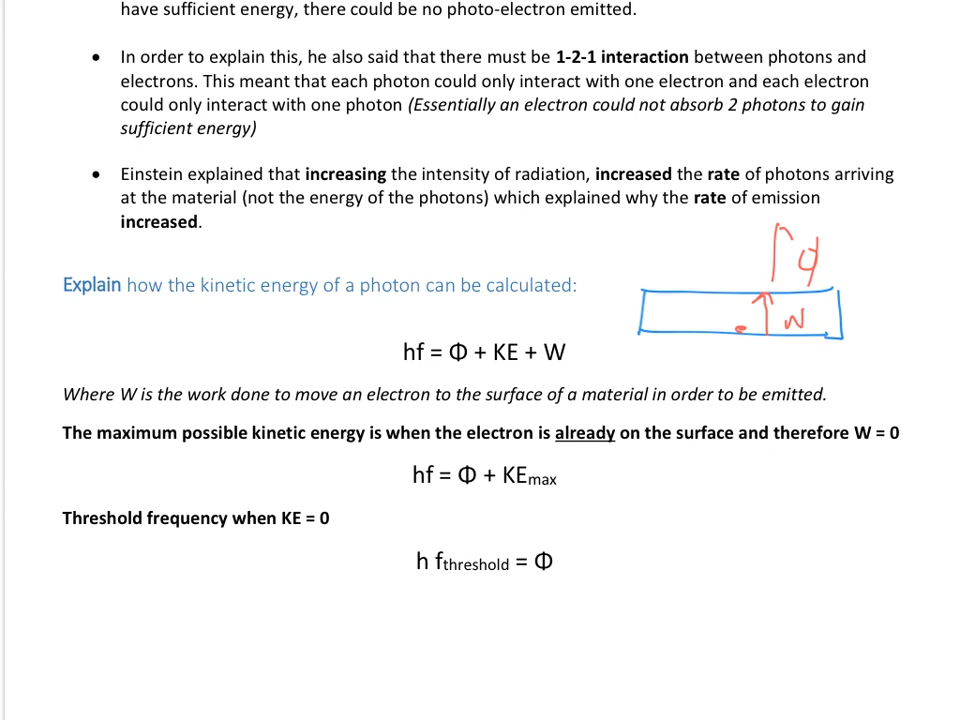 have sufficient energy, there could be no photo-electron emitted.
• In order to explain this, he also said that there must be 1-2-1 interaction between photons and
electrons. This meant that each photon could only interact with one electron and each electron
could only interact with one photon (Essentially an electron could not absorb 2 photons to gain
sufficient energy)
• Einstein explained that increasing the intensity of radiation, increased the rate of photons arriving
at the material (not the energy of the photons) which explained why the rate of emission
increased.
ϕ
Explain how the kinetic energy of a photon can be calculated:
W
hf = Φ + KE + W
Where W is the work done to move an electron to the surface of a material in order to be emitted.
The maximum possible kinetic energy is when the electron is already on the surface and therefore W = 0
hf = Φ + KEmax
Threshold frequency when KE = 0
h fthreshold = Φ